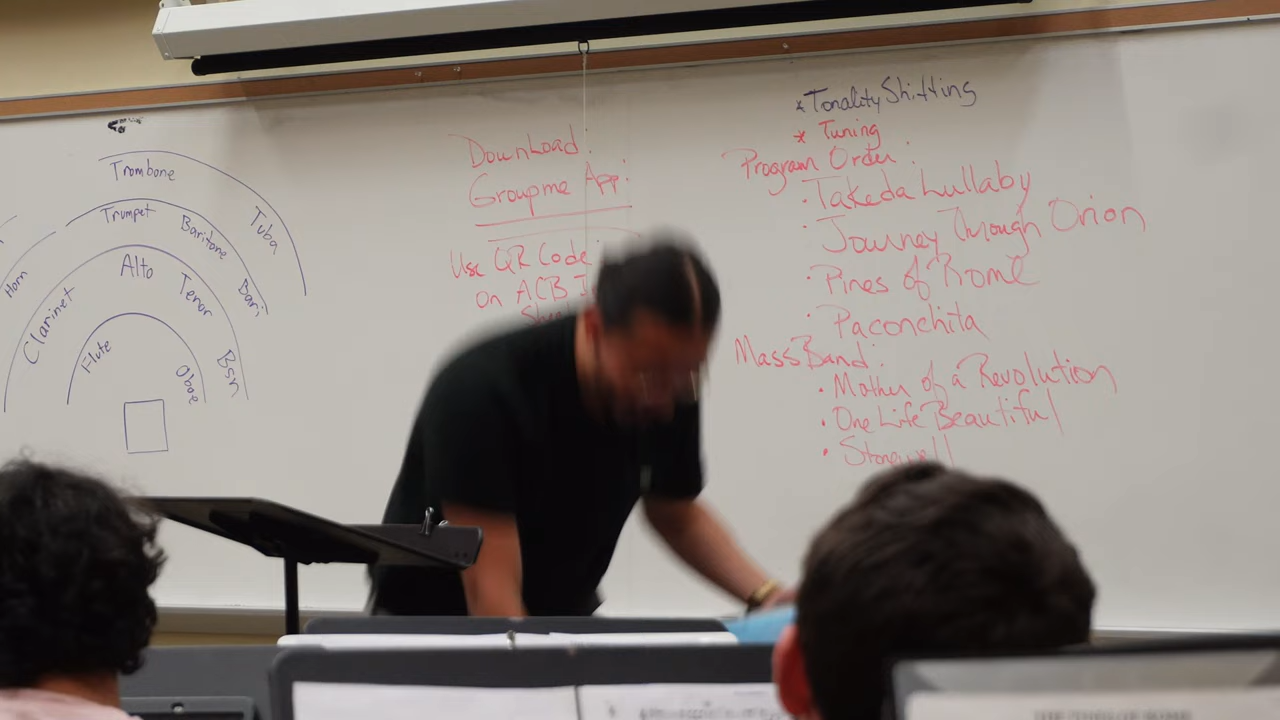 Trombone
Tuba
Trumpet
Baritone
Bari
Horn
Alto
Tenor
Clarinet
Bsn
Flute
Oboe
Download:
Groupme App:
Use QR Code
On ACB
* Tonality Shifting
* Tuning
Program Order:
· Takeda Lullaby
· Journey Through Orion
· Pines of Rome
· Paconchita
Mass Band:
· Mother of a Revolution
· One Life Beautiful
· Stonewall